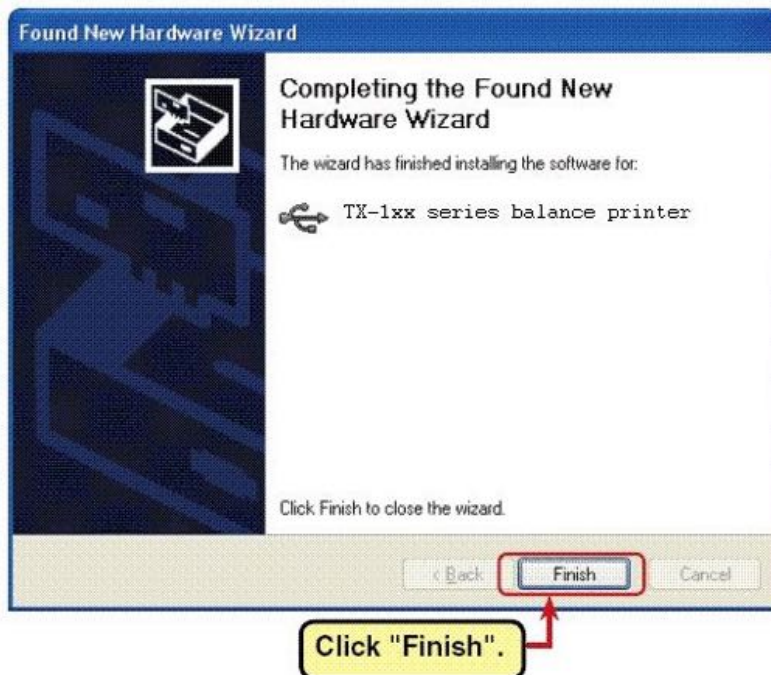 Found New Hardware Wizard
Completing the Found New
Hardware Wizard
The wizard has finished installing the software for:
TX-1xx series balance printer
Click Finish to close the wizard.
< Back Finish Cancel
Click "Finish".